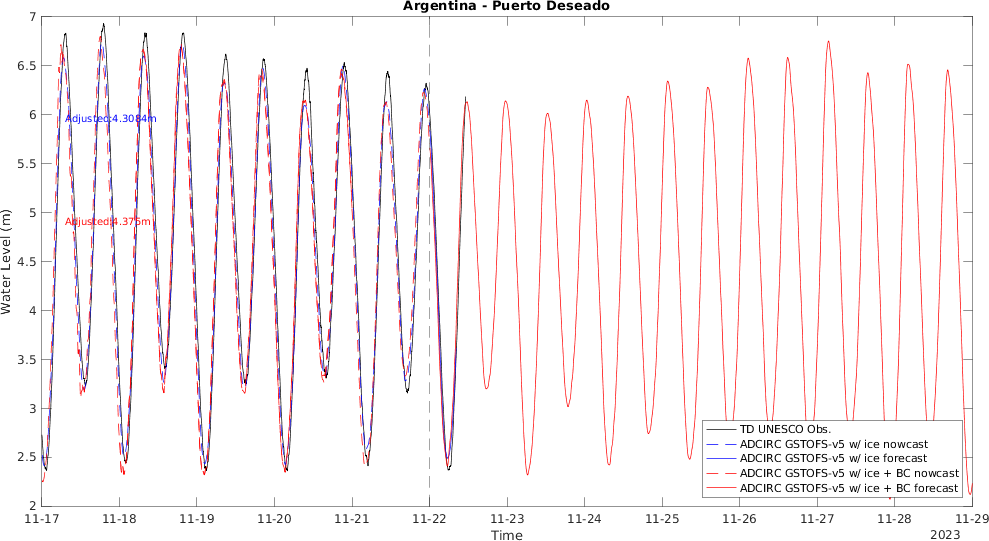 Argentina - Puerto Deseado
7
6.5
6
5.5
5
4.5
4
3.5
3
2.5
2
Water Level (m)
Adjusted:4.3084m
Adjusted:4.375m
TD UNESCO Obs.
ADCIRC GSTOFS-v5 w/ ice nowcast
ADCIRC GSTOFS-v5 w/ ice forecast
ADCIRC GSTOFS-v5 w/ ice + BC nowcast
ADCIRC GSTOFS-v5 w/ ice + BC forecast
11-17 11-18 11-19 11-20 11-21 11-22 11-23 11-24 11-25 11-26 11-27 11-28 11-29
Time
2023